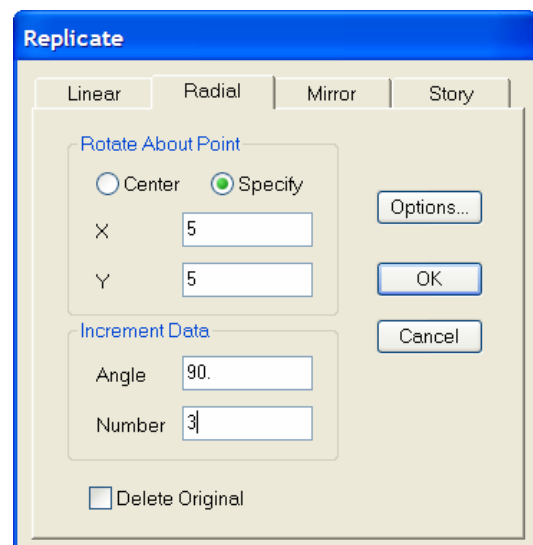 Replicate
Linear Radial Mirror Story
Rotate About Point
Center Specify
Options...
X 5
Y 5
OK
Increment Data
Cancel
Angle 90.
Number 3
Delete Original